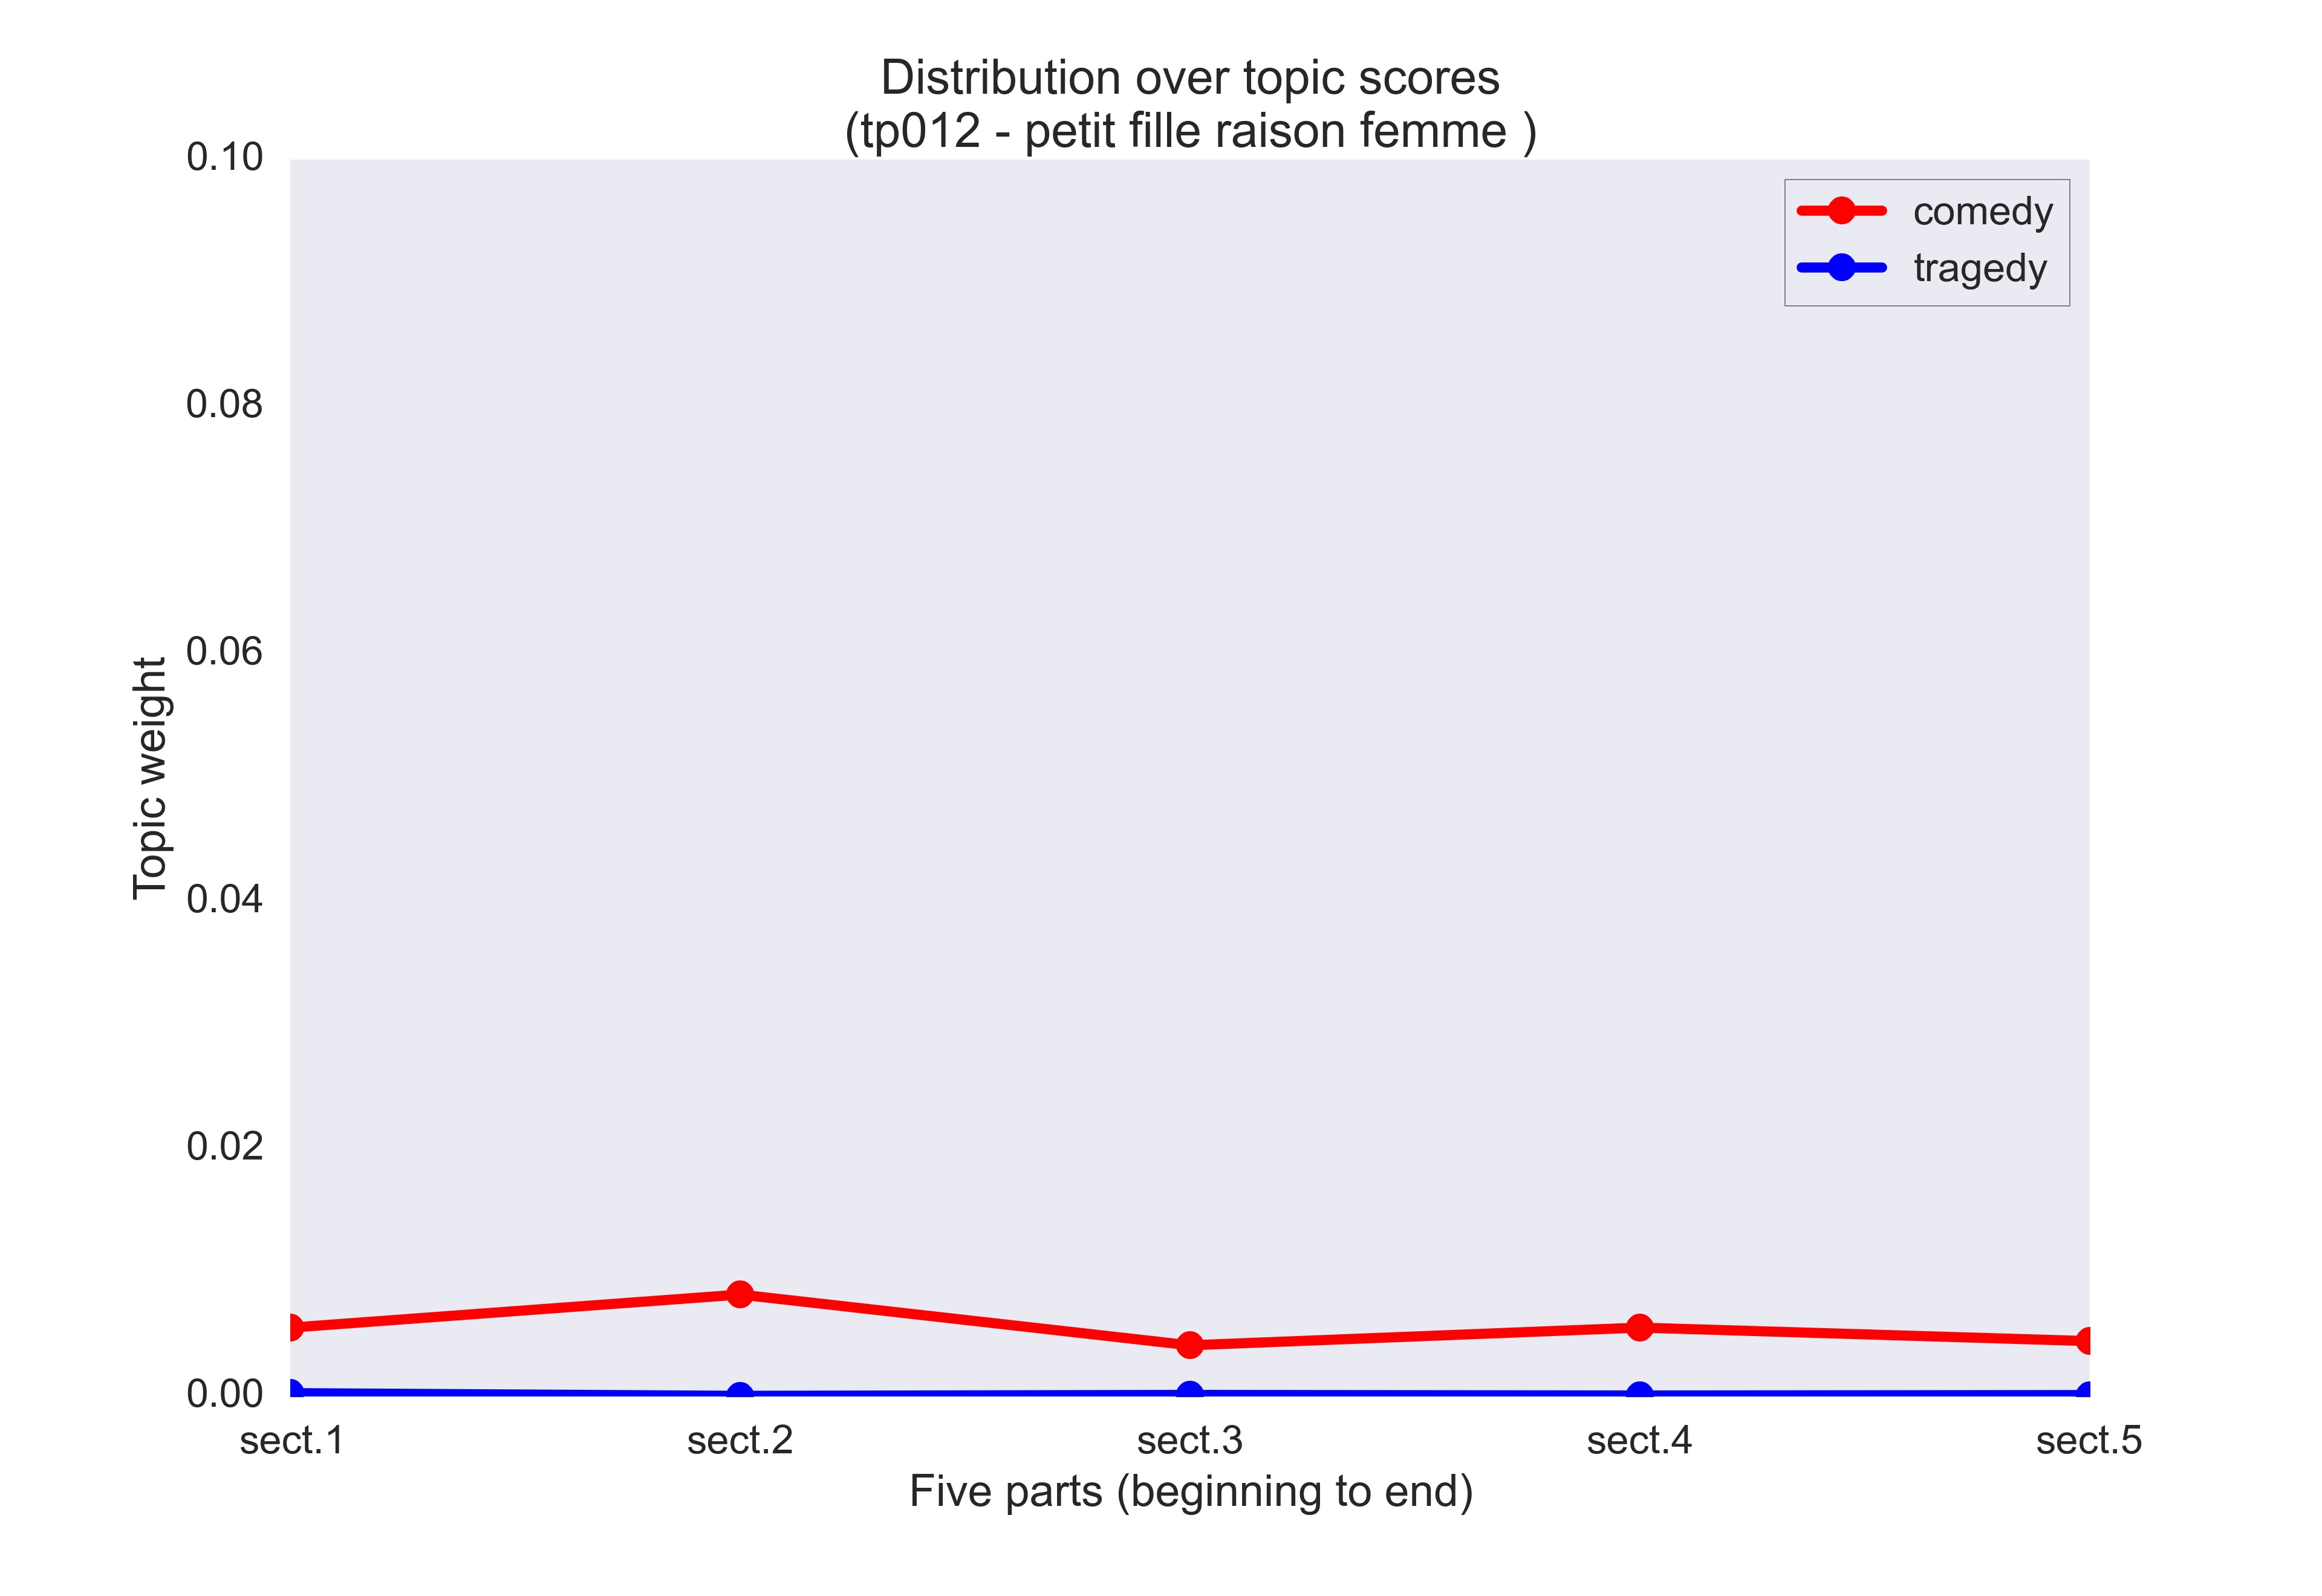 Distribution over topic scores
(tp012 - petit fille raison femme )
0.10
0.08
0.06
0.04
0.02
0.00
Topic weight
comedy
tragedy
sect.1 sect.2 sect.3 sect.4 sect.5
Five parts (beginning to end)